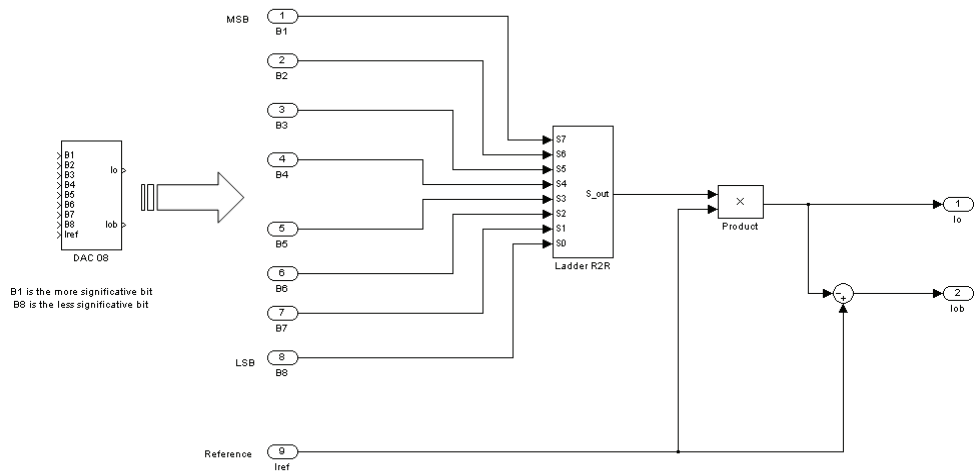 MSB
1
B1
2
B2
3
B3
4
B4
5
B5
6
B6
7
B7
LSB
8
B8
Reference
9
Iref
B1
B2
B3
B4
B5
B6
B7
B8
Iref
Io
Iob
DAC 08
B1 is the more significative bit
B8 is the less significative bit
S7
S6
S5
S4
S3
S2
S1
S0
S_out
Ladder R2R
×
Product
-
+
1
Io
2
Iob